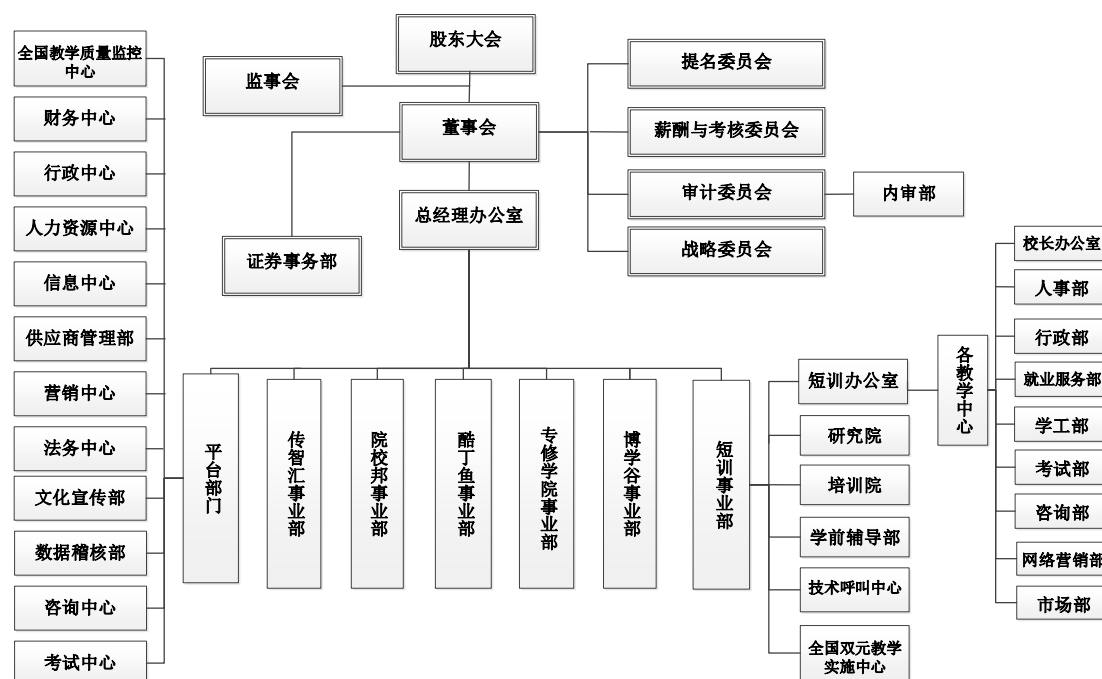 股东大会
监事会
董事会
总经理办公室
证券事务部
提名委员会
薪酬与考核委员会
审计委员会
内审部
战略委员会
全国教学质量监控
中心
财务中心
行政中心
人力资源中心
信息中心
供应商管理部
营销中心
法务中心
文化宣传部
数据稽核部
咨询中心
考试中心
平台部门
传智汇事业部
院校邦事业部
酷丁鱼事业部
专修学院事业部
博学谷事业部
短训事业部
短训办公室
研究院
培训院
学前辅导部
技术呼叫中心
全国双元教学
实施中心
各教学中心
校长办公室
人事部
行政部
就业服务部
学工部
考试部
咨询部
网络营销部
市场部